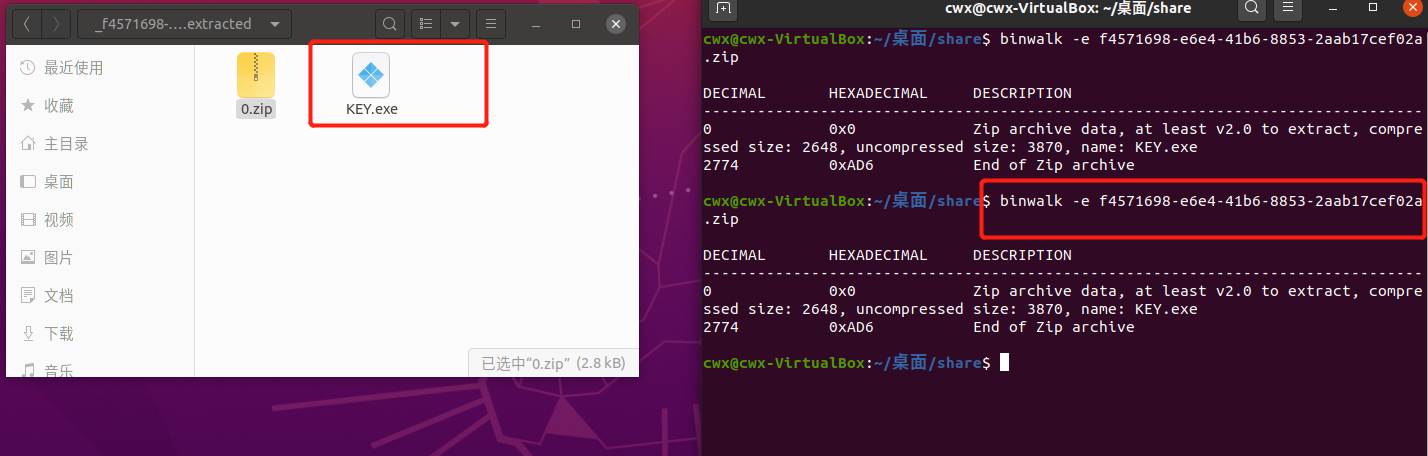 _f4571698-....extracted
最近使用
收藏
主目录
桌面
视频
图片
文档
下载
音乐
0.zip
KEY.exe
已选中“0.zip” (2.8 kB)
cwx@cwx-VirtualBox: ~/桌面/share
cwx@cwx-VirtualBox:~/桌面/share$ binwalk -e f4571698-e6e4-41b6-8853-2aab17cef02a
.zip
DECIMAL       HEXADECIMAL     DESCRIPTION
--------------------------------------------------------------------------------
0             0x0             Zip archive data, at least v2.0 to extract, compre
ssed size: 2648, uncompressed size: 3870, name: KEY.exe
2774          0xAD6           End of Zip archive
cwx@cwx-VirtualBox:~/桌面/share$ binwalk -e f4571698-e6e4-41b6-8853-2aab17cef02a
.zip
DECIMAL       HEXADECIMAL     DESCRIPTION
--------------------------------------------------------------------------------
0             0x0             Zip archive data, at least v2.0 to extract, compre
ssed size: 2648, uncompressed size: 3870, name: KEY.exe
2774          0xAD6           End of Zip archive
cwx@cwx-VirtualBox:~/桌面/share$